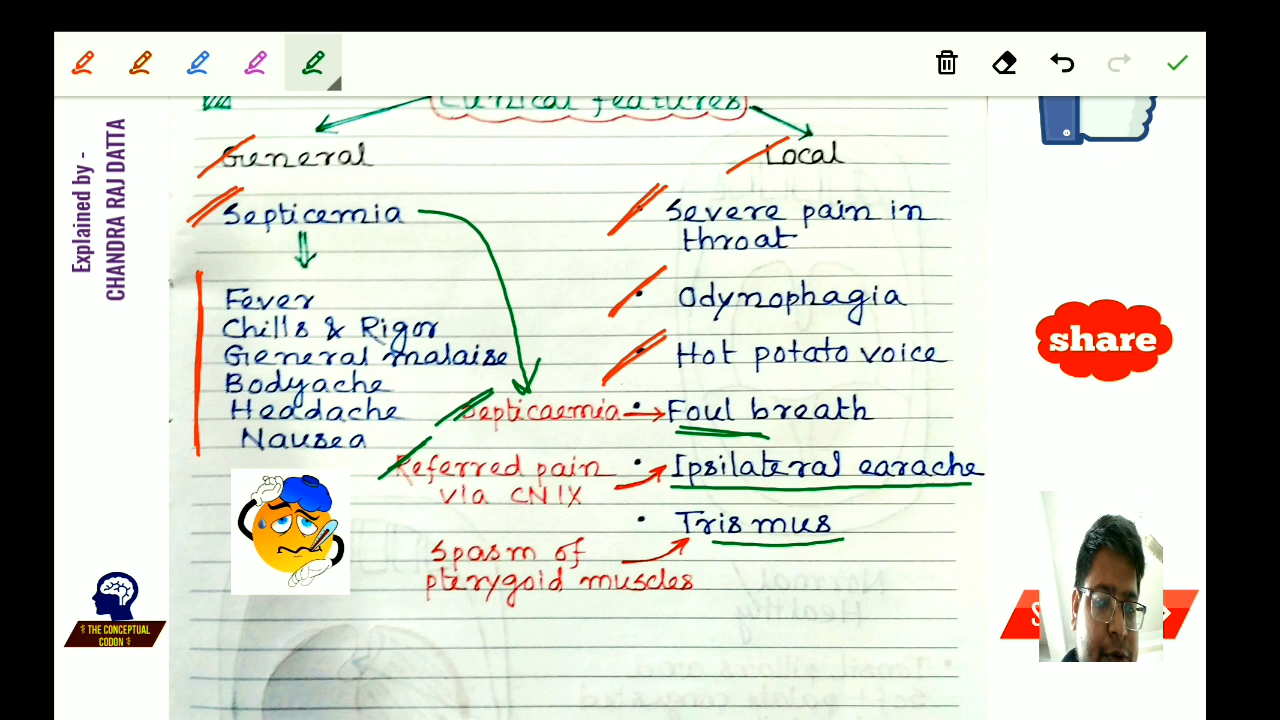 Explained by -
CHANDRA RAJ DATTA
Clinical features
General
Septicemia
Fever
Chills & Rigor
General malaise
Bodyache
Headache
Nausea
Local
• Severe pain in
throat
• Odynophagia
• Hot potato voice
Septicaemia → • Foul breath
Referred pain • Ipsilateral earache
via CN IX
• Trismus
Spasm of
pterygoid muscles
share
THE CONCEPTUAL
CODON
Normal/
Healthy